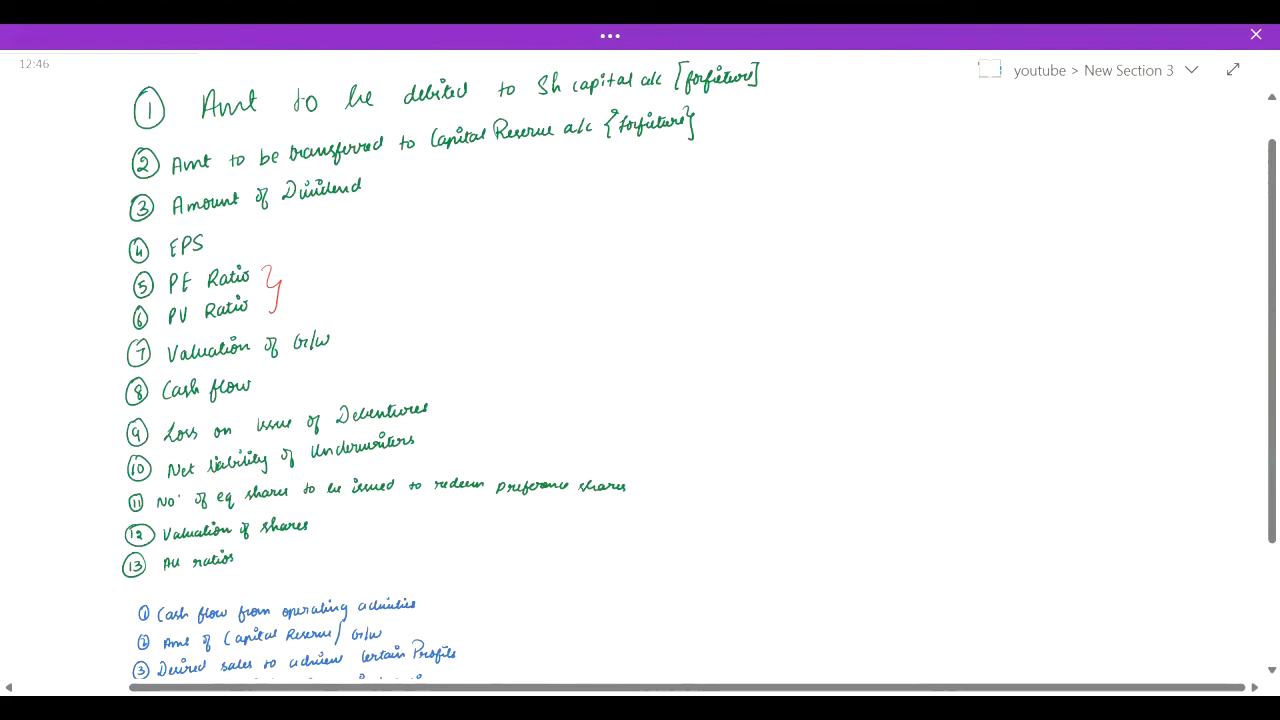 12:46
youtube > New Section 3
① Amt to be debited to Sh capital a/c [forfieture]
② Amt to be transferred to Capital Reserve a/c {forfieture}
③ Amount of Dividend
④ EPS
⑤ PE Ratio
⑥ PV Ratio
⑦ Valuation of G/w
⑧ Cash flow
⑨ Loss on issue of Debentures
⑩ Net liability of Underwriters
⑪ No. of eq shares to be issued to redeem preference shares
⑫ Valuation of shares
⑬ All ratios
① Cash flow from operating activities
② Amt of Capital Reserve/ G/w
③ Desired sales to achieve certain Profits